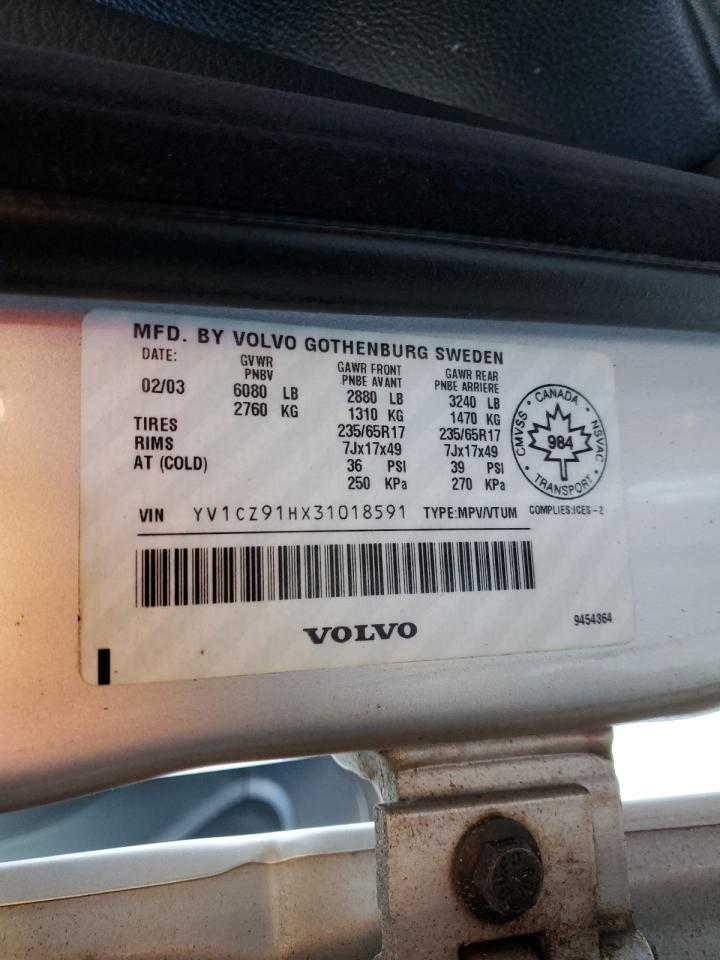 MFD. BY VOLVO GOTHENBURG SWEDEN
DATE: GVWR GAWR FRONT GAWR REAR
PNBV PNBE AVANT PNBE ARRIERE
02/03 6080 LB 2880 LB 3240 LB
2760 KG 1310 KG 1470 KG
TIRES 235/65R17 235/65R17
RIMS 7Jx17x49 7Jx17x49
AT (COLD) 36 PSI 39 PSI
250 KPa 270 KPa
CANADA
CMVSS 984 NSVAC
TRANSPORT
VIN YV1CZ91HX31018591 TYPE:MPV/VTUM COMPLIES:ICES-2
VOLVO
9454364